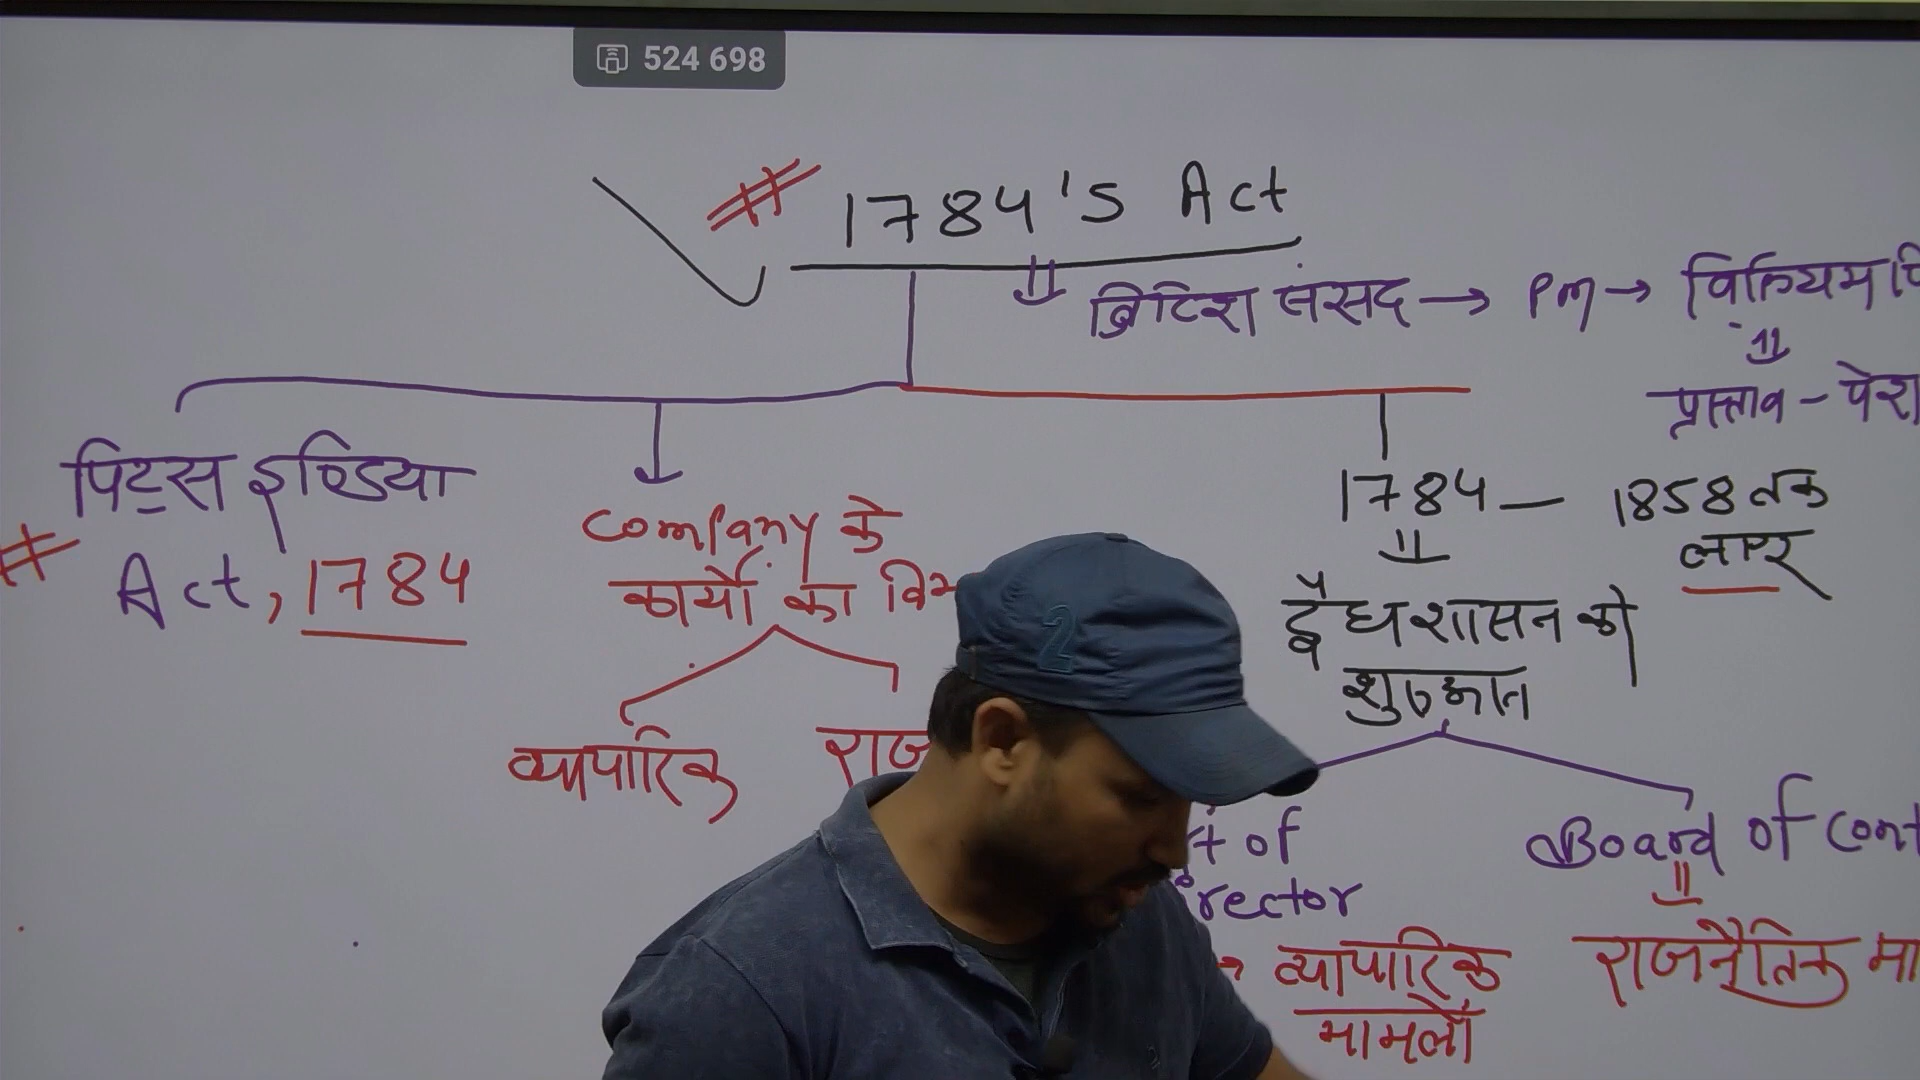 524 698
# 1784's Act
ब्रिटिश संसद → PM → विलियम
प्रस्ताव - पेश
पिट्स इण्डिया
# Act, 1784
Company के
कार्यो का
व्यापारिक
1784 — 1858 तक
लागू
द्वैध शासन की
शुरुआत
of
rector
→ व्यापारिक
मामलों
Board of
राजनैतिक
2